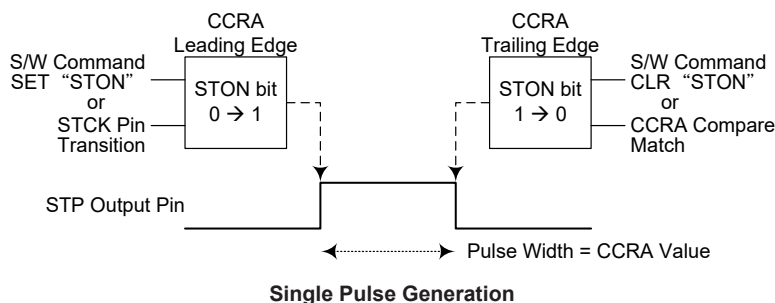 CCRA
Leading Edge
S/W Command
SET “STON”
or
STCK Pin
Transition
STON bit
0 → 1
CCRA
Trailing Edge
STON bit
1 → 0
S/W Command
CLR “STON”
or
CCRA Compare
Match
STP Output Pin
Pulse Width = CCRA Value
Single Pulse Generation